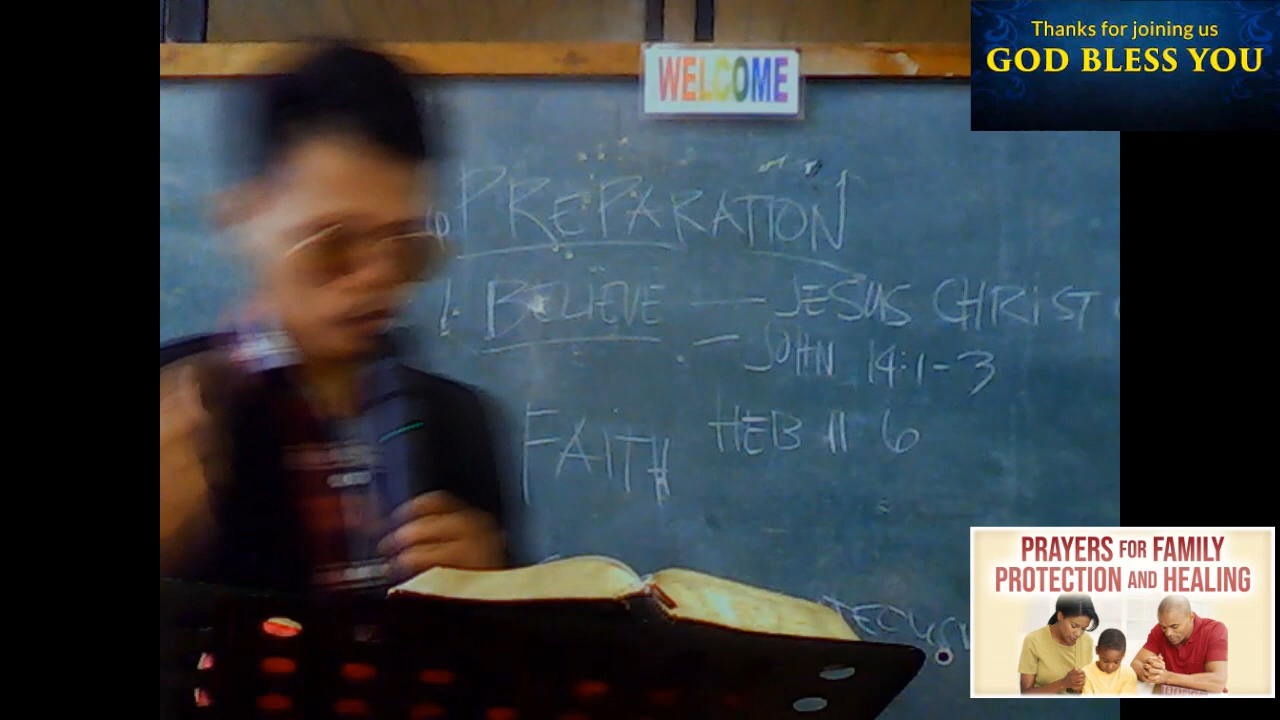 Thanks for joining us
GOD BLESS YOU
WELCOME
PREPARATION
1. BELIEVE — JESUS CHRIST
— JOHN 14:1-3
FAITH HEB 11 6
PRAYERS FOR FAMILY
PROTECTION AND HEALING